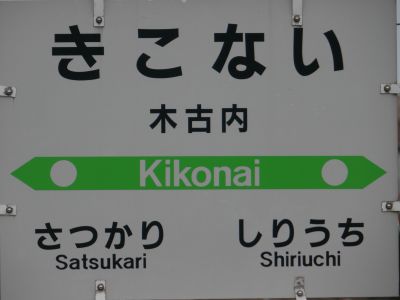 きこない
木古内
Kikonai
さつかり しりうち
Satsukari Shiriuchi